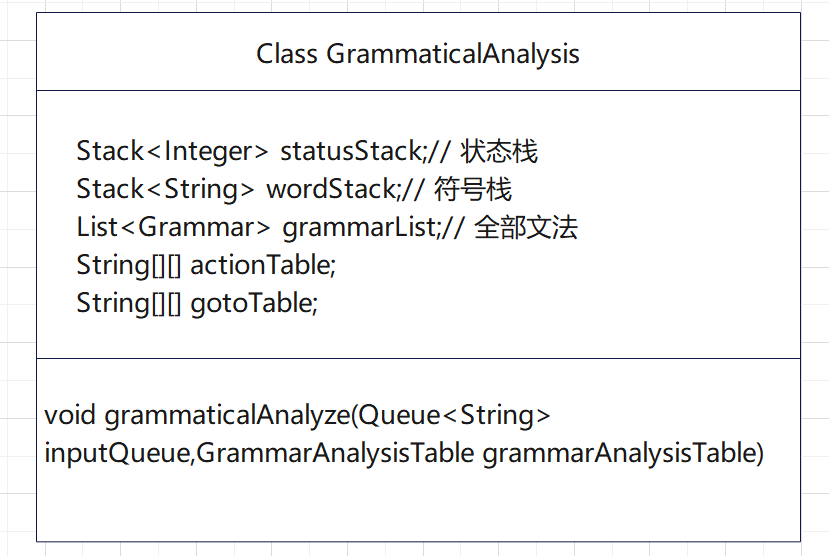 Class GrammaticalAnalysis
Stack<Integer> statusStack;// 状态栈
Stack<String> wordStack;// 符号栈
List<Grammar> grammarList;// 全部文法
String[][] actionTable;
String[][] gotoTable;
void grammaticalAnalyze(Queue<String>
inputQueue,GrammarAnalysisTable grammarAnalysisTable)